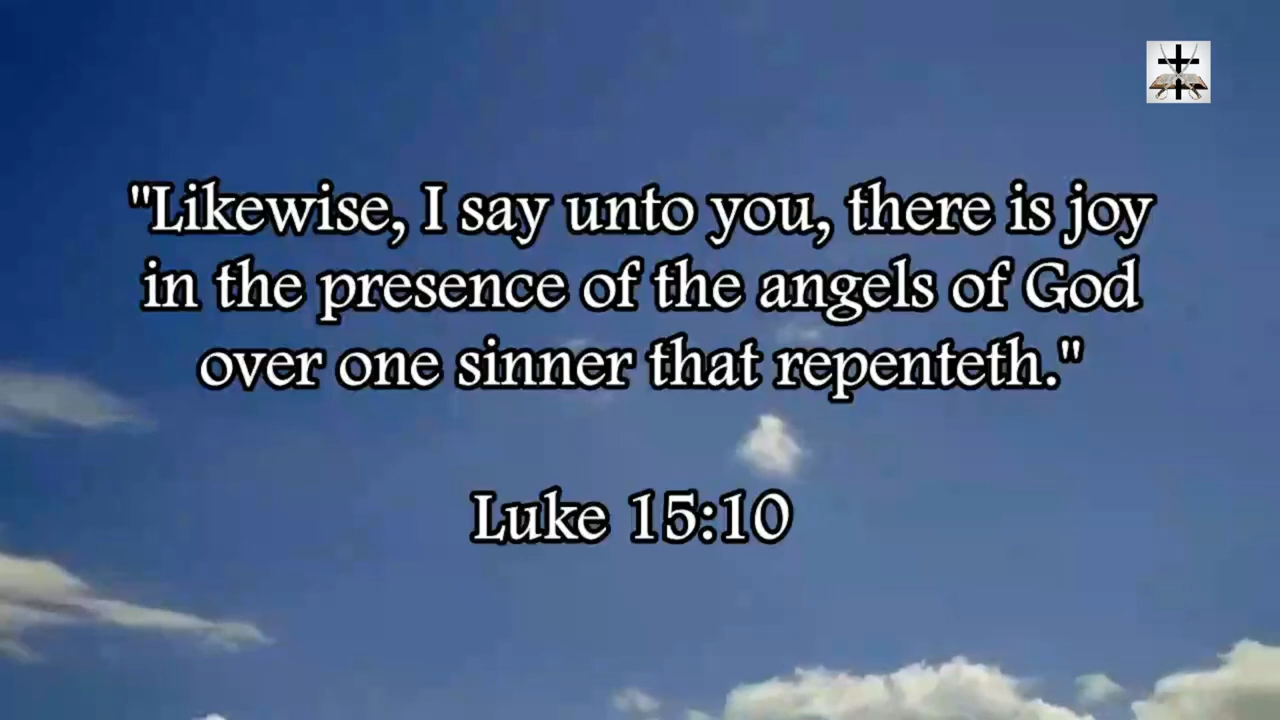 "Likewise, I say unto you, there is joy
in the presence of the angels of God
over one sinner that repenteth."
Luke 15:10